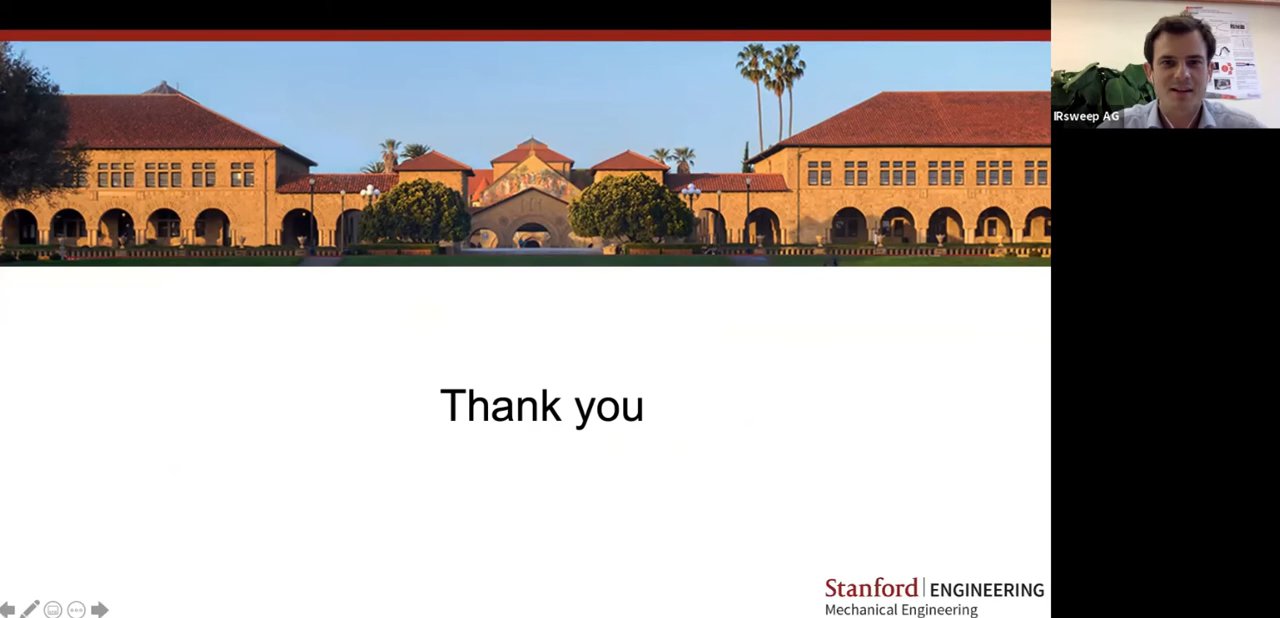 IRsweep AG
Thank you
Stanford | ENGINEERING
Mechanical Engineering